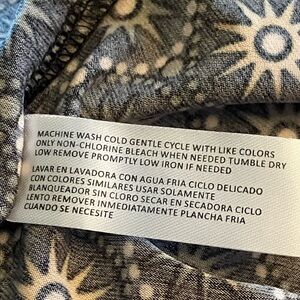 MACHINE WASH COLD GENTLE CYCLE WITH LIKE COLORS
ONLY NON-CHLORINE BLEACH WHEN NEEDED TUMBLE DRY
LOW REMOVE PROMPTLY LOW IRON IF NEEDED
LAVAR EN LAVADORA CON AGUA FRIA CICLO DELICADO
CON COLORES SIMILARES USAR SOLAMENTE
BLANQUEADOR SIN CLORO SECAR EN SECADORA CICLO
LENTO REMOVER INMEDIATAMENTE PLANCHA FRIA
CUANDO SE NECESITE